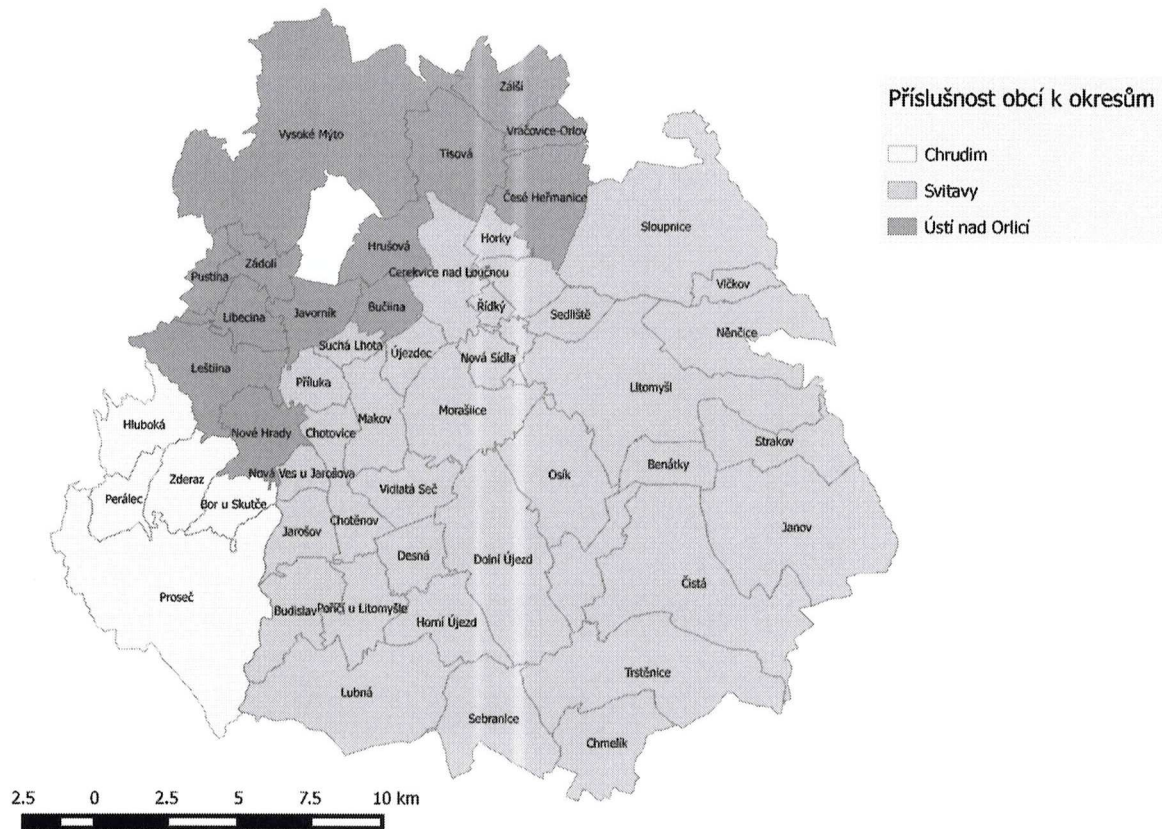 Příslušnost obcí k okresům
Chrudim
Svitavy
Ústí nad Orlicí
Zálší
Vysoké Mýto
Vračovice-Orlov
Tisová
České Heřmanice
Sloupnice
Horky
Hrušová
Zádolí
Cerekvice nad Loučnou
Pustina
Vlčkov
Řídký
Bučina
Javorník
Libecina
Sedliště
Němčice
Suchá Lhota
Újezdec
Nová Sídla
Leština
Příluka
Litomyšl
Morašice
Makov
Hluboká
Nové Hrady
Chotovice
Strakov
Benátky
Nová Ves u Jarošova
Osík
Zderaz
Vidlatá Seč
Perálec
Bor u Skutče
Chotěnov
Janov
Jarošov
Desná
Dolní Újezd
Čistá
Proseč
Budislav
Poříčí u Litomyšle
Horní Újezd
Trstěnice
Lubná
Sebranice
Chmelík
2.5 0 2.5 5 7.5 10 km